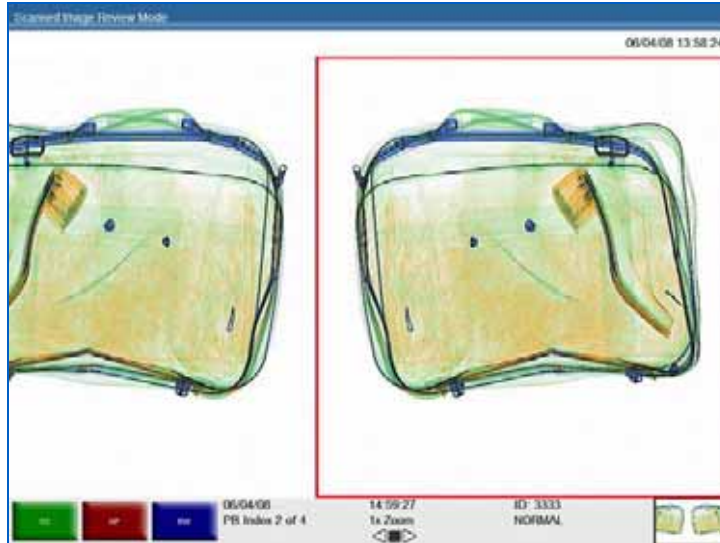 Scanned Image Review Mode
06/04/08 13:58:24
06/04/08 14:59:27 ID: 3333
PB Index 2 of 4 1x Zoom NORMAL